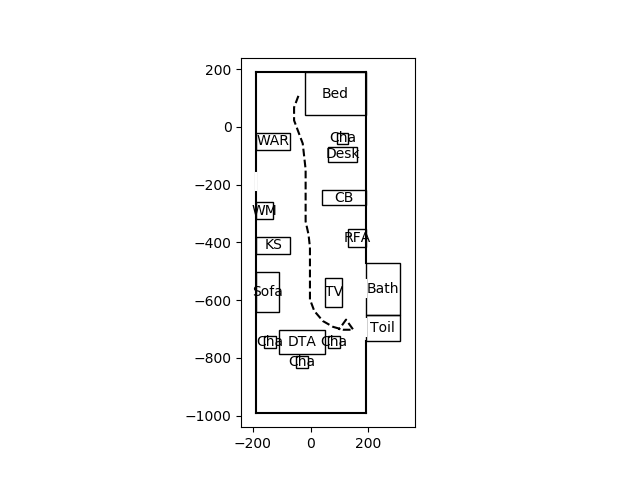 200
Bed
0
WAR
Cha
Desk
−200
CB
WM
RFA
−400
KS
Sofa
TV
Bath
−600
Toil
Cha
DTA
Cha
−800
Cha
−1000
−200
0
200